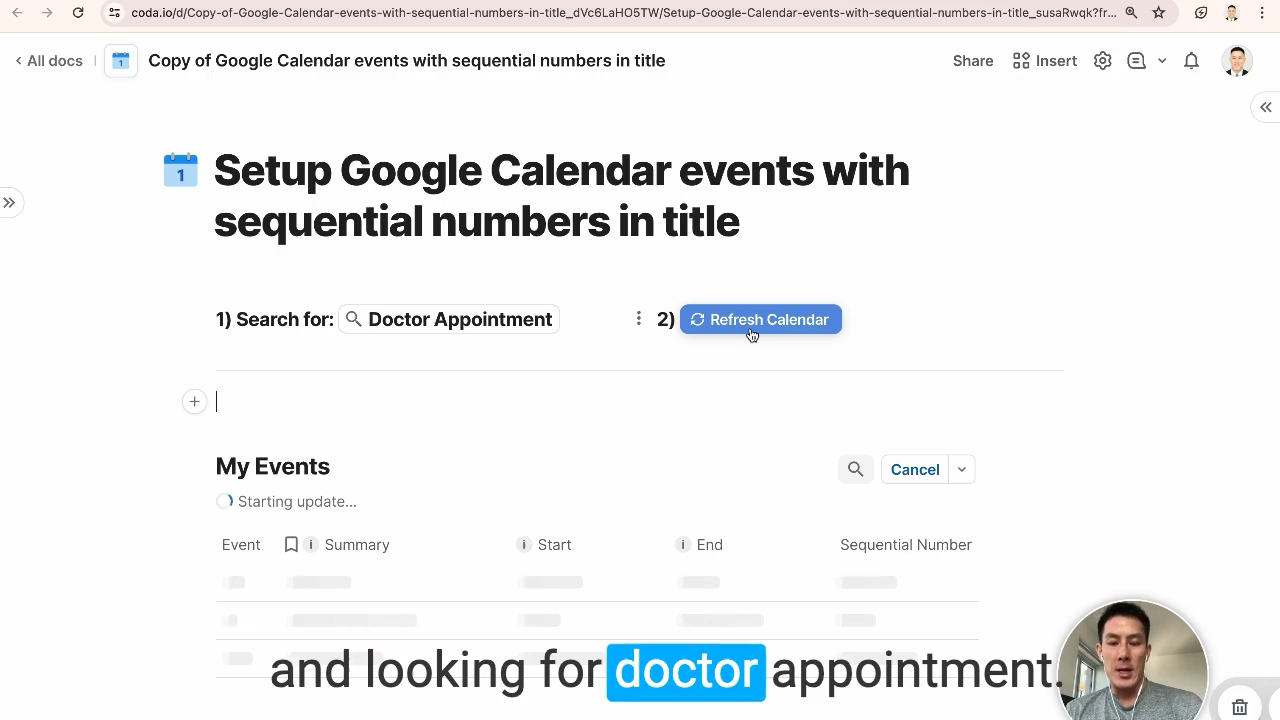 coda.io/d/Copy-of-Google-Calendar-events-with-sequential-numbers-in-title_dVc6LaHO5TW/Setup-Google-Calendar-events-with-sequential-numbers-in-title_susaRwqk?fr...
All docs
1
Copy of Google Calendar events with sequential numbers in title
Share
Insert
1
Setup Google Calendar events with
sequential numbers in title
1) Search for: Doctor Appointment
2) Refresh Calendar
My Events
Cancel
Starting update...
Event i Summary i Start i End Sequential Number
and looking for doctor appointment.